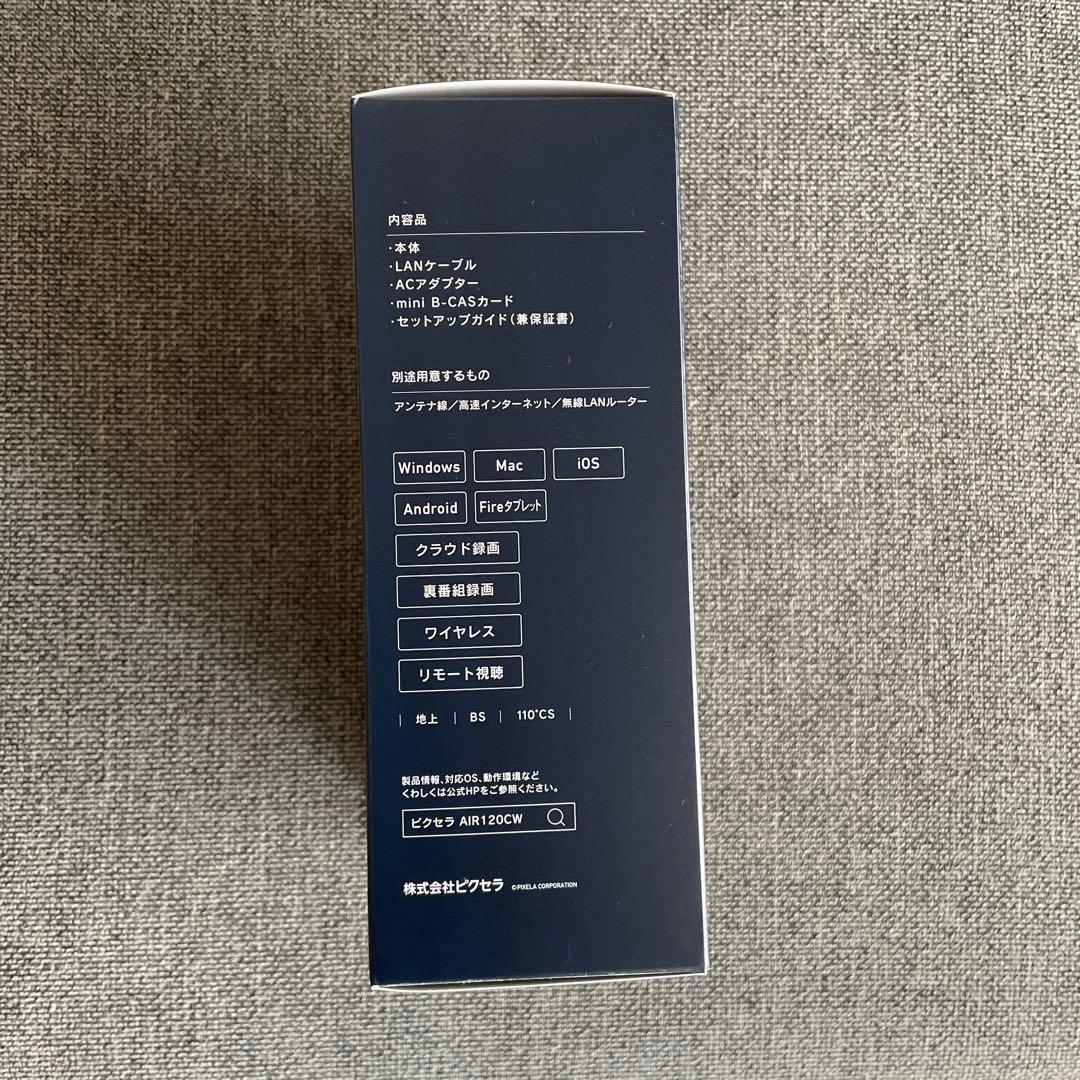 内容品
・本体
・LANケーブル
・ACアダプター
・mini B-CASカード
・セットアップガイド（兼保証書）
別途用意するもの
アンテナ線／高速インターネット／無線LANルーター
Windows Mac iOS
Android Fireタブレット
クラウド録画
裏番組録画
ワイヤレス
リモート視聴
| 地上 | BS | 110°CS |
製品情報、対応OS、動作環境など
くわしくは公式HPをご参照ください。
ピクセラ AIR120CW
株式会社ピクセラ ©PIXELA CORPORATION